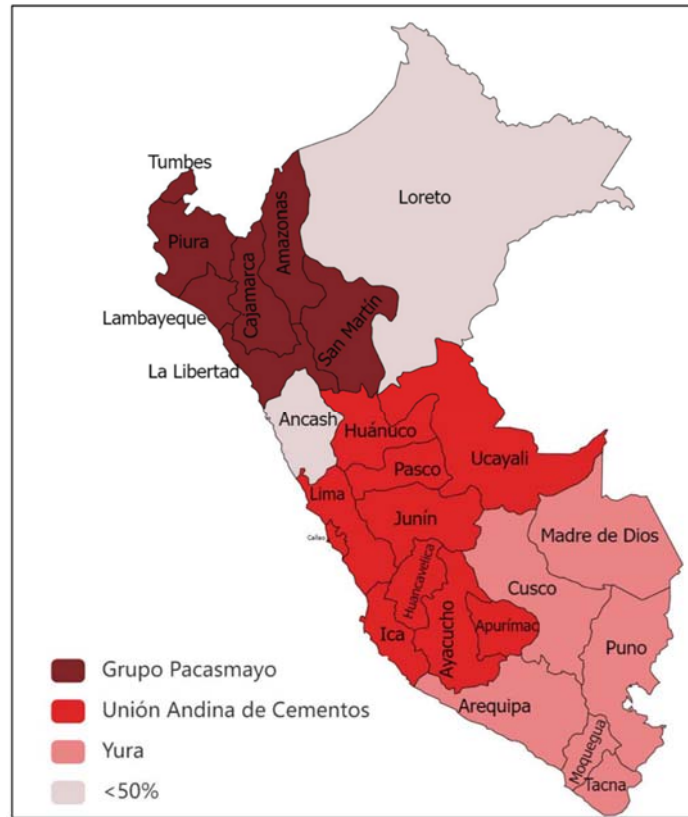 Tumbes
Loreto
Piura
Cajamarca
Amazonas
Lambayeque
San Martín
La Libertad
Ancash
Huánuco
Ucayali
Pasco
Lima
Junín
Callao
Madre de Dios
Huancavelica
Cusco
Ica
Ayacucho
Apurímac
Puno
Arequipa
Moquegua
Tacna
Grupo Pacasmayo
Unión Andina de Cementos
Yura
<50%